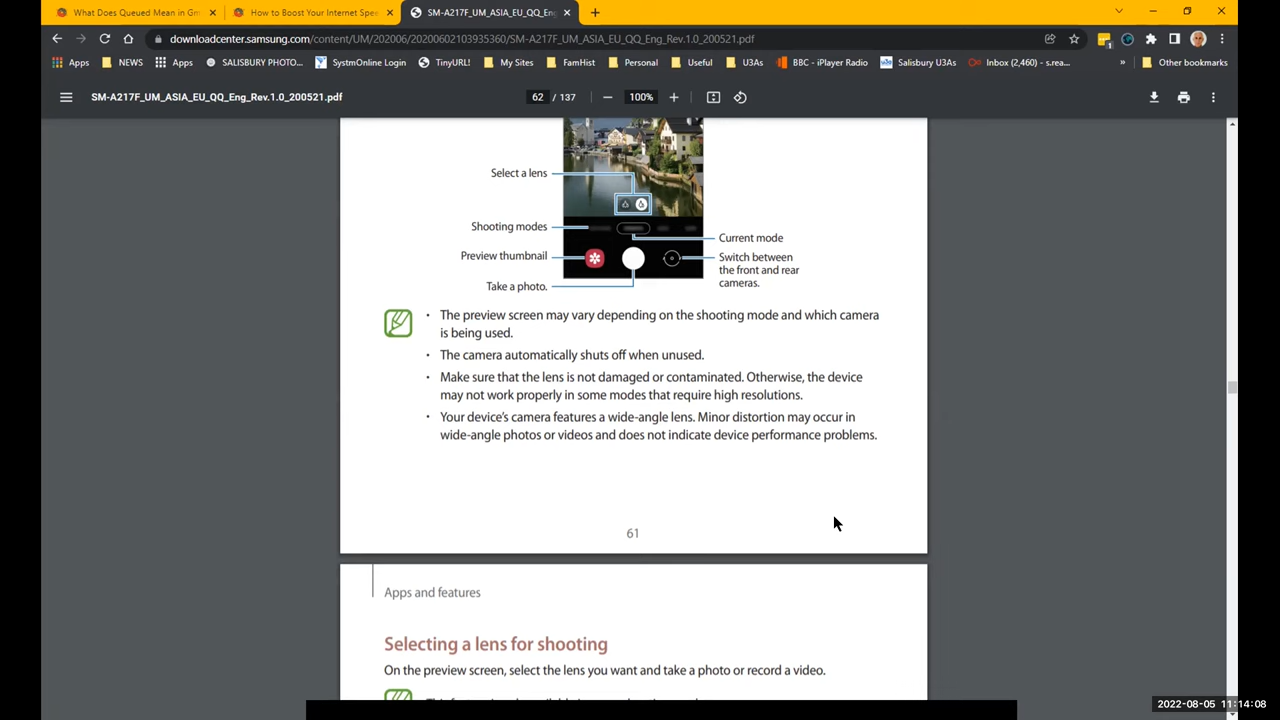 What Does Queued Mean in Gm
How to Boost Your Internet Spee
SM-A217F_UM_ASIA_EU_QQ_Eng
downloadcenter.samsung.com/content/UM/202006/20200602103935360/SM-A217F_UM_ASIA_EU_QQ_Eng_Rev.1.0_200521.pdf
1
Apps NEWS Apps SALISBURY PHOTO... SystmOnline Login TinyURL! My Sites FamHist Personal Useful U3As BBC - iPlayer Radio Salisbury U3As Inbox (2,460) - s.rea... » Other bookmarks
SM-A217F_UM_ASIA_EU_QQ_Eng_Rev.1.0_200521.pdf 62 / 137 100%
Select a lens
Shooting modes
Current mode
Preview thumbnail
Switch between
the front and rear
cameras.
Take a photo.
• The preview screen may vary depending on the shooting mode and which camera
is being used.
• The camera automatically shuts off when unused.
• Make sure that the lens is not damaged or contaminated. Otherwise, the device
may not work properly in some modes that require high resolutions.
• Your device's camera features a wide-angle lens. Minor distortion may occur in
wide-angle photos or videos and does not indicate device performance problems.
61
Apps and features
Selecting a lens for shooting
On the preview screen, select the lens you want and take a photo or record a video.
2022-08-05 11:14:08